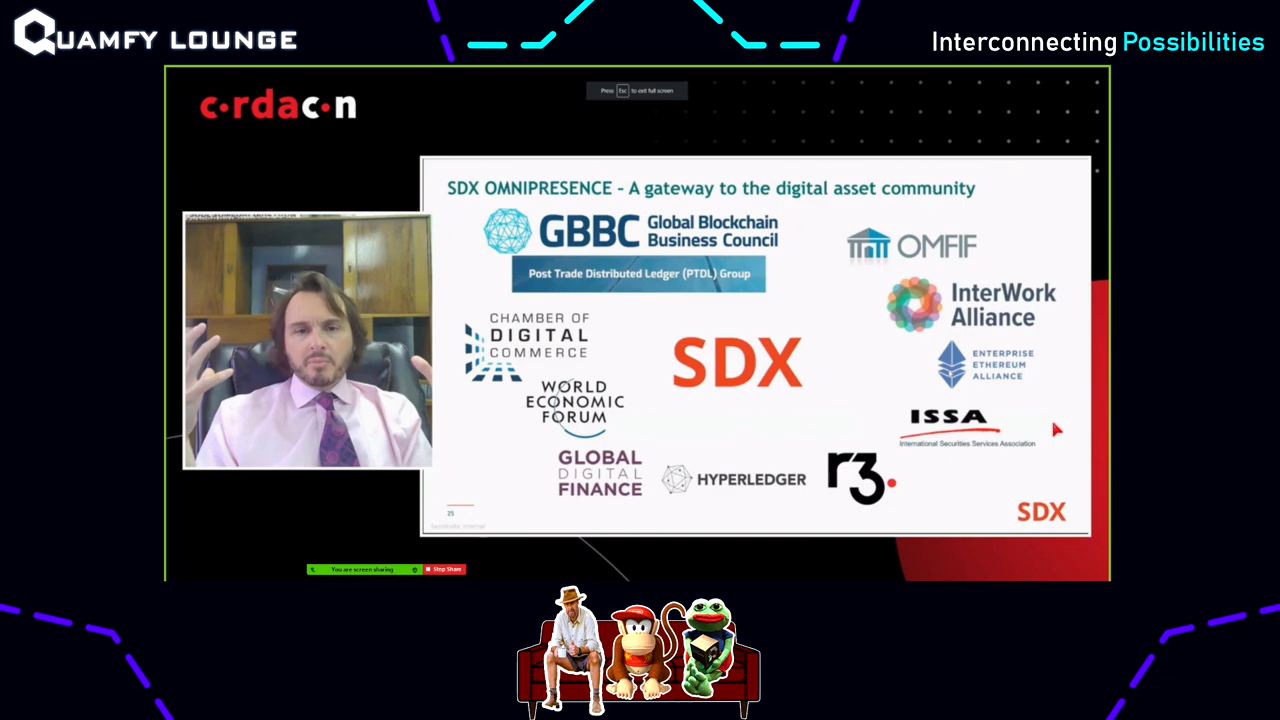 QUAMFY LOUNGE
Interconnecting Possibilities
c·rdac·n
Press Esc to exit full screen
SDX OMNIPRESENCE – A gateway to the digital asset community
GBBC Global Blockchain
Business Council
Post Trade Distributed Ledger (PTDL) Group
OMFIF
InterWork
Alliance
CHAMBER OF
DIGITAL
COMMERCE
SDX
ENTERPRISE
ETHEREUM
ALLIANCE
WORLD
ECONOMIC
FORUM
ISSA
International Securities Services Association
GLOBAL
DIGITAL
FINANCE
HYPERLEDGER
r3.
25
SDX
You are screen sharing
Stop Share